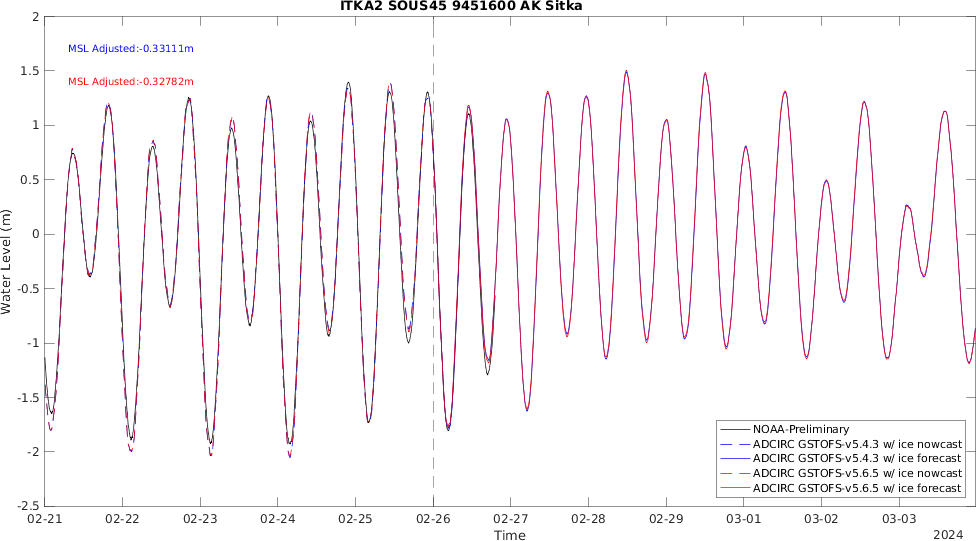 ITKA2 SOUS45 9451600 AK Sitka
2
1.5
1
0.5
0
-0.5
-1
-1.5
-2
-2.5
Water Level (m)
MSL Adjusted:-0.33111m
MSL Adjusted:-0.32782m
NOAA-Preliminary
ADCIRC GSTOFS-v5.4.3 w/ ice nowcast
ADCIRC GSTOFS-v5.4.3 w/ ice forecast
ADCIRC GSTOFS-v5.6.5 w/ ice nowcast
ADCIRC GSTOFS-v5.6.5 w/ ice forecast
02-21 02-22 02-23 02-24 02-25 02-26 02-27 02-28 02-29 03-01 03-02 03-03
Time
2024